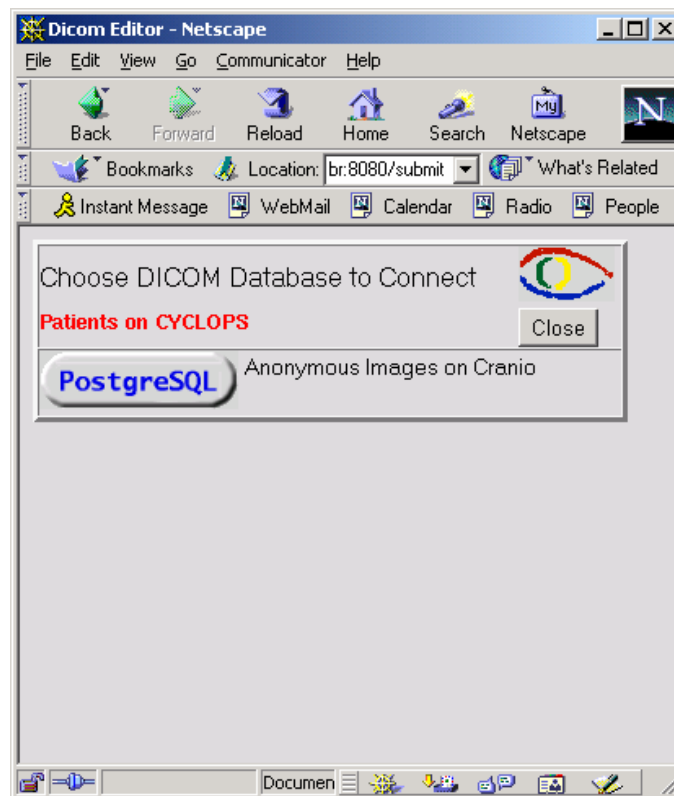 Dicom Editor - Netscape
File Edit View Go Communicator Help
Back Forward Reload Home Search Netscape
My
N
Bookmarks Location: br:8080/submit What's Related
Instant Message WebMail Calendar Radio People
Choose DICOM Database to Connect
Patients on CYCLOPS
Close
PostgreSQL Anonymous Images on Cranio
Documen